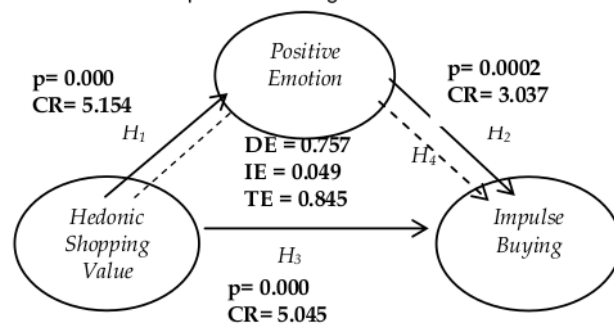 Positive
Emotion
p= 0.000
CR= 5.154
p= 0.0002
CR= 3.037
H1
H2
DE = 0.757
IE = 0.049
TE = 0.845
H4
Hedonic
Shopping
Value
Impulse
Buying
H3
p= 0.000
CR= 5.045